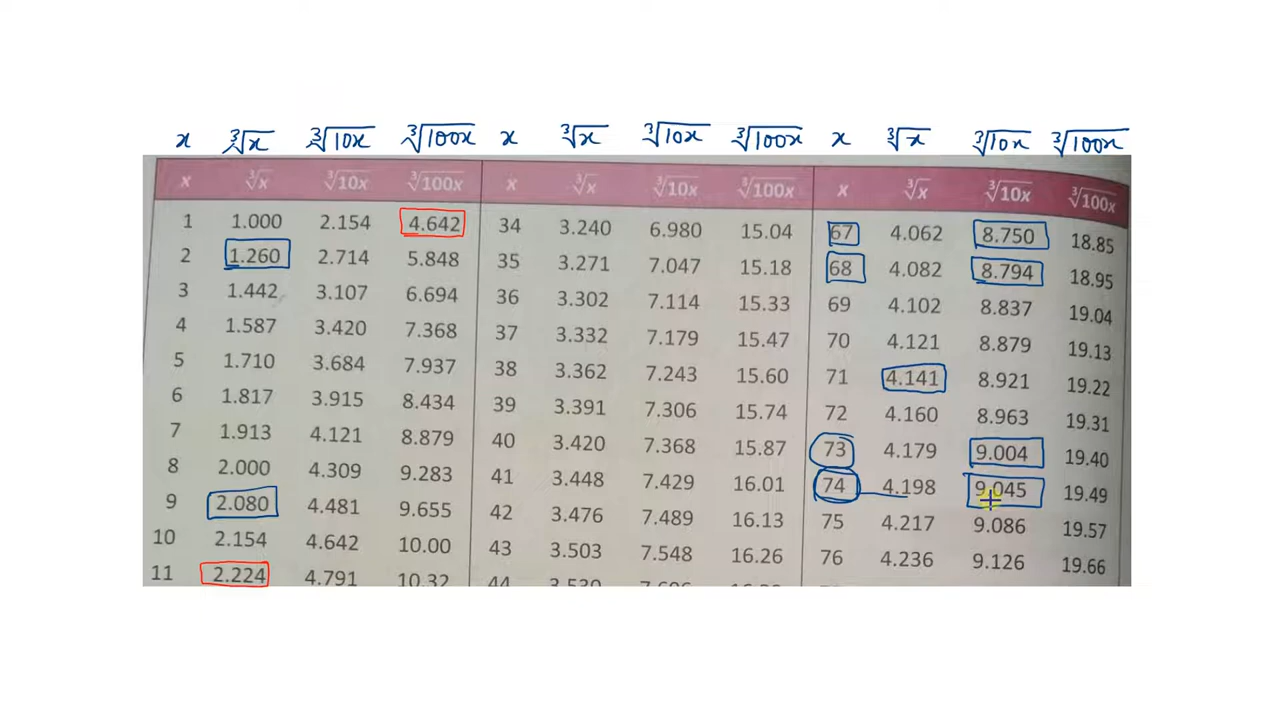 x ∛x ∛10x ∛100x x ∛x ∛10x ∛100x x ∛x ∛10x ∛100x
x ∛x ∛10x ∛100x x ∛x ∛10x ∛100x x ∛x ∛10x ∛100x
1 1.000 2.154 4.642 34 3.240 6.980 15.04 67 4.062 8.750 18.85
2 1.260 2.714 5.848 35 3.271 7.047 15.18 68 4.082 8.794 18.95
3 1.442 3.107 6.694 36 3.302 7.114 15.33 69 4.102 8.837 19.04
4 1.587 3.420 7.368 37 3.332 7.179 15.47 70 4.121 8.879 19.13
5 1.710 3.684 7.937 38 3.362 7.243 15.60 71 4.141 8.921 19.22
6 1.817 3.915 8.434 39 3.391 7.306 15.74 72 4.160 8.963 19.31
7 1.913 4.121 8.879 40 3.420 7.368 15.87 73 4.179 9.004 19.40
8 2.000 4.309 9.283 41 3.448 7.429 16.01 74 4.198 9.045 19.49
9 2.080 4.481 9.655 42 3.476 7.489 16.13 75 4.217 9.086 19.57
10 2.154 4.642 10.00 43 3.503 7.548 16.26 76 4.236 9.126 19.66
11 2.224 4.791 10.32 44 3.530